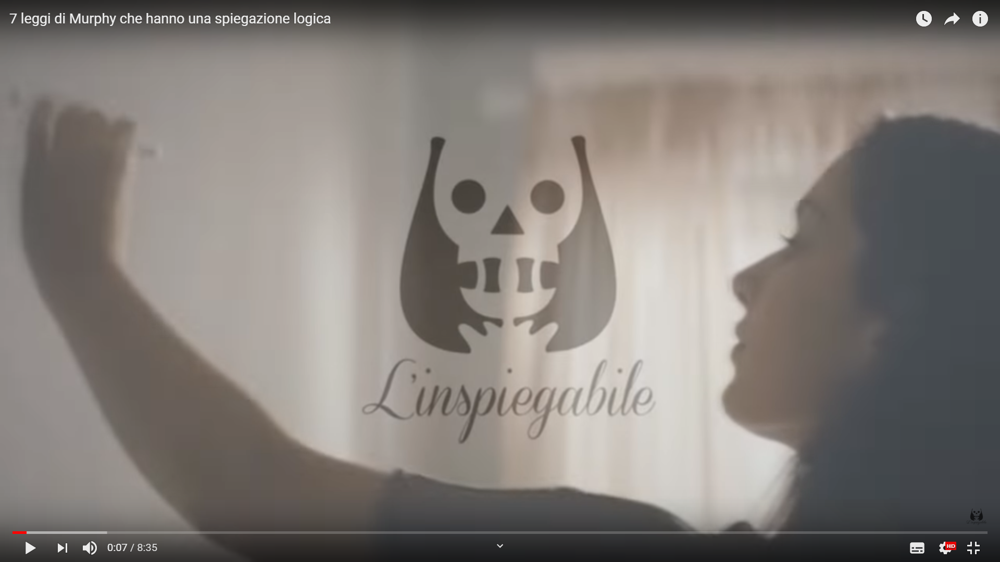 7 leggi di Murphy che hanno una spiegazione logica
L'inspiegabile
0:07 / 8:35
HD